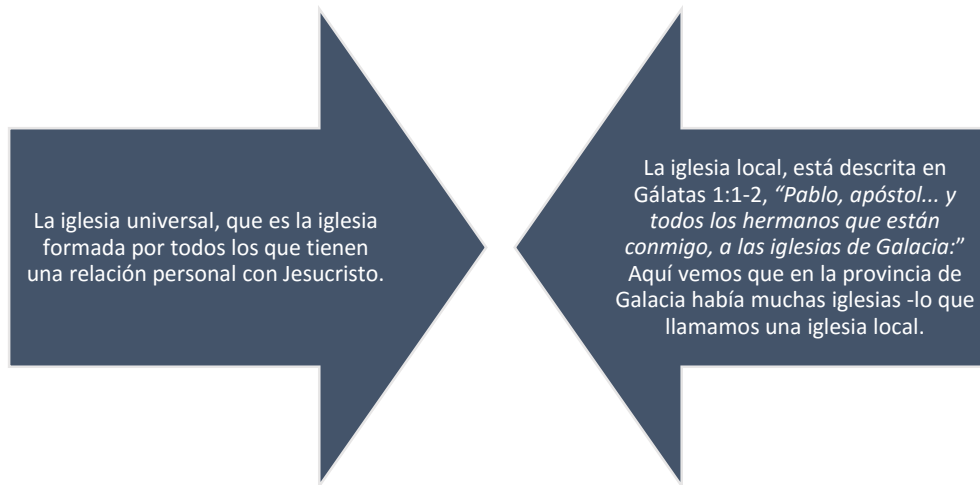 La iglesia universal, que es la iglesia
formada por todos los que tienen
una relación personal con Jesucristo.
La iglesia local, está descrita en
Gálatas 1:1-2, “Pablo, apóstol... y
todos los hermanos que están
conmigo, a las iglesias de Galacia:”
Aquí vemos que en la provincia de
Galacia había muchas iglesias -lo que
llamamos una iglesia local.